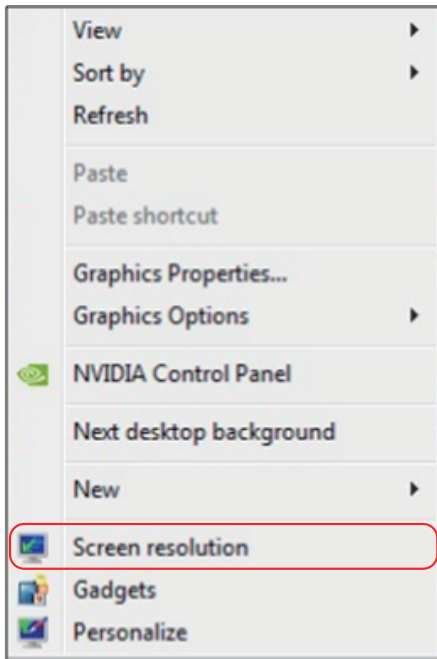 View
Sort by
Refresh
Paste
Paste shortcut
Graphics Properties...
Graphics Options
NVIDIA Control Panel
Next desktop background
New
Screen resolution
Gadgets
Personalize